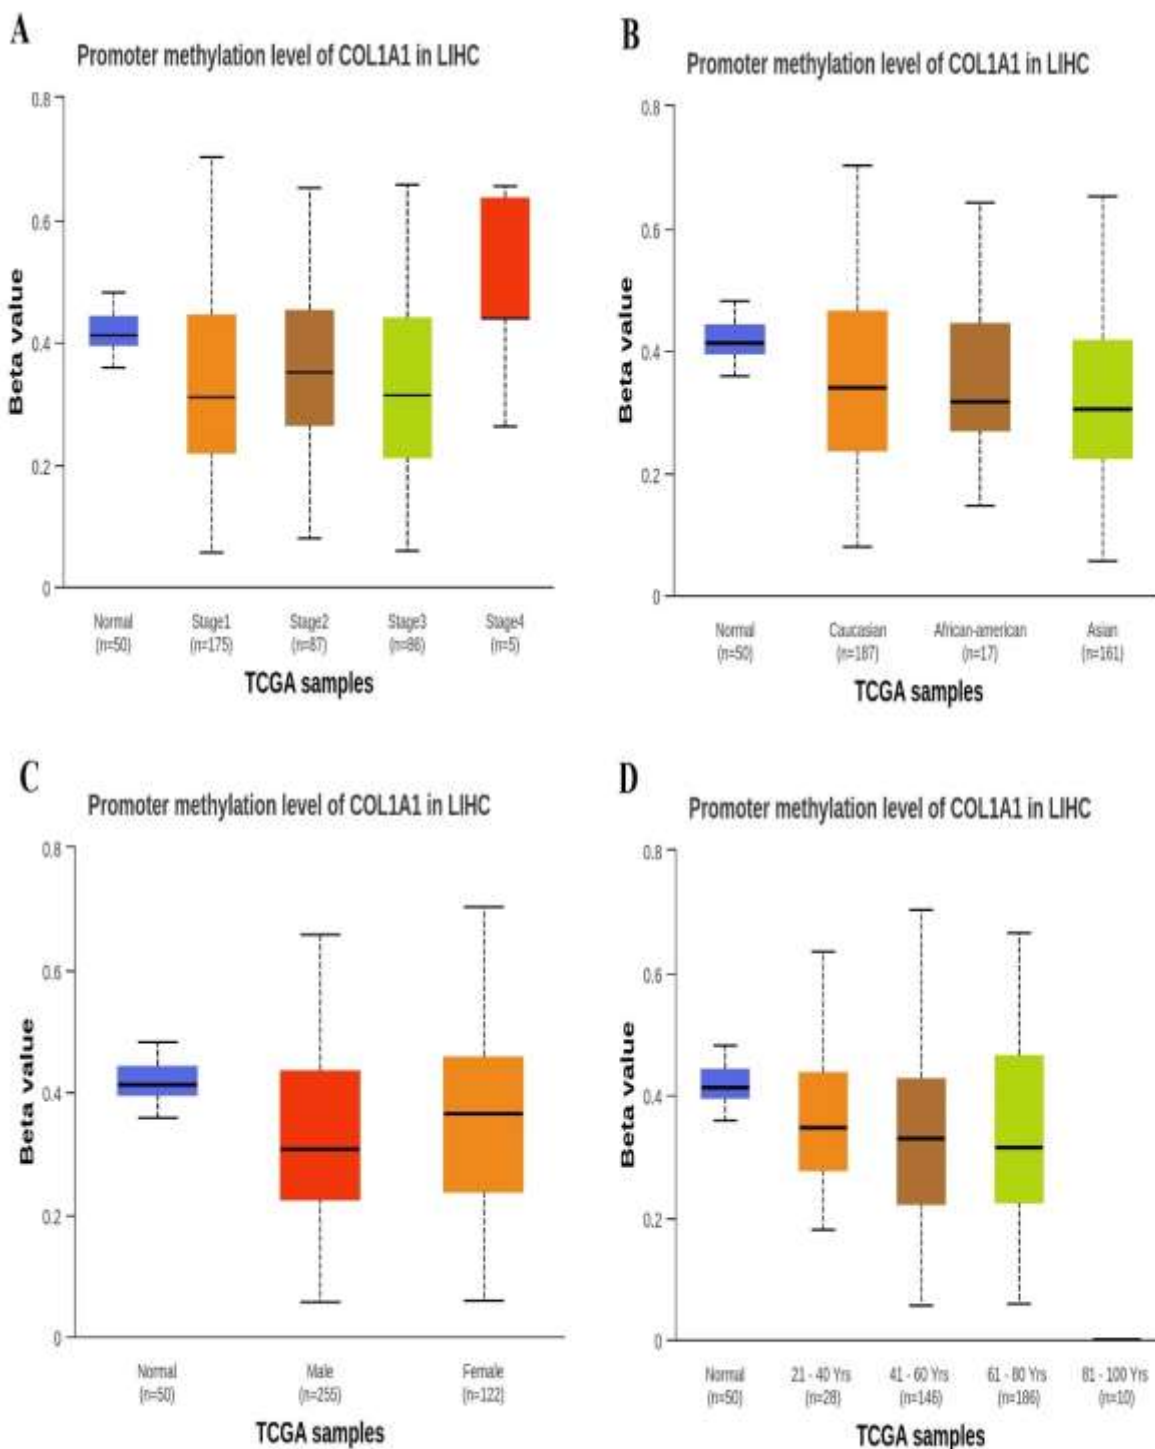 A
Promoter methylation level of COL1A1 in LIHC
0.8
0.6
0.4
0.2
0
Beta value
Normal Stage1 Stage2 Stage3 Stage4
(n=50) (n=175) (n=87) (n=86) (n=5)
TCGA samples
B
Promoter methylation level of COL1A1 in LIHC
0.8
0.6
0.4
0.2
0
Beta value
Normal Caucasian African-american Asian
(n=50) (n=187) (n=17) (n=161)
TCGA samples
C
Promoter methylation level of COL1A1 in LIHC
0.8
0.6
0.4
0.2
0
Beta value
Normal Male Female
(n=50) (n=255) (n=122)
TCGA samples
D
Promoter methylation level of COL1A1 in LIHC
0.8
0.6
0.4
0.2
0
Beta value
Normal 21 - 40 Yrs 41 - 60 Yrs 61 - 80 Yrs 81 - 100 Yrs
(n=50) (n=28) (n=146) (n=186) (n=10)
TCGA samples